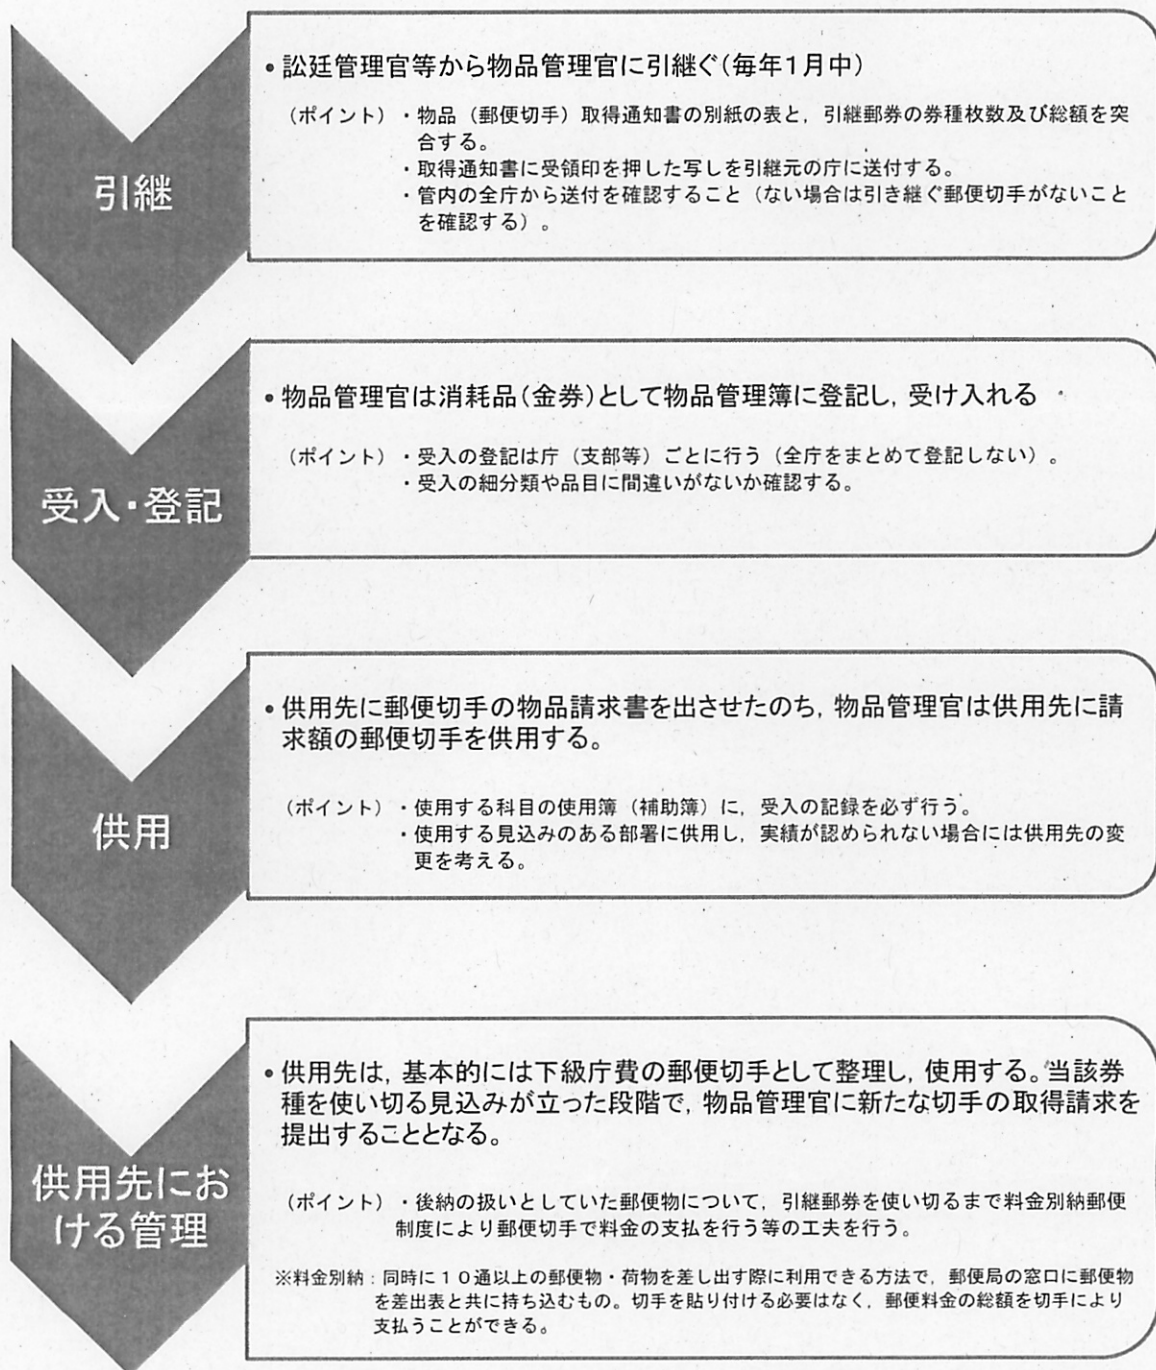 引継
・訟廷管理官等から物品管理官に引継ぐ（毎年１月中）
（ポイント）・物品（郵便切手）取得通知書の別紙の表と，引継郵券の券種枚数及び総額を突
合する。
・取得通知書に受領印を押した写しを引継元の庁に送付する。
・管内の全庁から送付を確認すること（ない場合は引き継ぐ郵便切手がないこと
を確認する）。
受入・登記
・物品管理官は消耗品（金券）として物品管理簿に登記し，受け入れる
（ポイント）・受入の登記は庁（支部等）ごとに行う（全庁をまとめて登記しない）。
・受入の細分類や品目に間違いがないか確認する。
供用
・供用先に郵便切手の物品請求書を出させたのち，物品管理官は供用先に請
求額の郵便切手を供用する。
（ポイント）・使用する科目の使用簿（補助簿）に，受入の記録を必ず行う。
・使用する見込みのある部署に供用し，実績が認められない場合には供用先の変
更を考える。
供用先にお
ける管理
・供用先は，基本的には下級庁費の郵便切手として整理し，使用する。当該券
種を使い切る見込みが立った段階で，物品管理官に新たな切手の取得請求を
提出することとなる。
（ポイント）・後納の扱いとしていた郵便物について，引継郵券を使い切るまで料金別納郵便
制度により郵便切手で料金の支払を行う等の工夫を行う。
※料金別納：同時に１０通以上の郵便物・荷物を差し出す際に利用できる方法で，郵便局の窓口に郵便物
を差出表と共に持ち込むもの。切手を貼り付ける必要はなく，郵便料金の総額を切手により
支払うことができる。